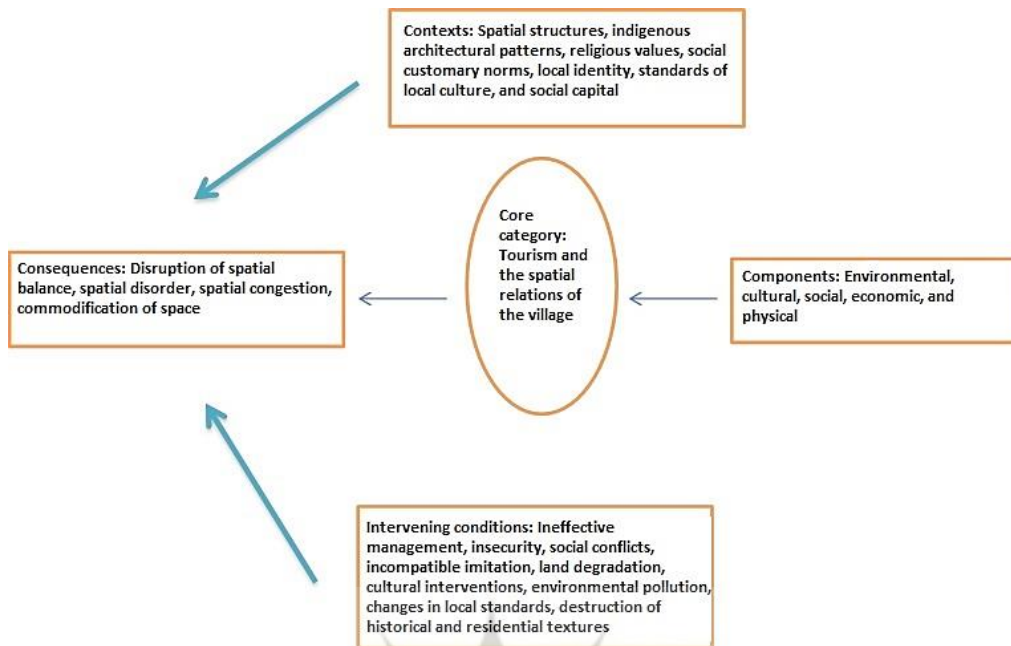 Contexts: Spatial structures, indigenous
architectural patterns, religious values, social
customary norms, local identity, standards of
local culture, and social capital
Core
category:
Tourism and
the spatial
relations of
the village
Consequences: Disruption of spatial
balance, spatial disorder, spatial congestion,
commodification of space
Components: Environmental,
cultural, social, economic, and
physical
Intervening conditions: Ineffective
management, insecurity, social conflicts,
incompatible imitation, land degradation,
cultural interventions, environmental pollution,
changes in local standards, destruction of
historical and residential textures